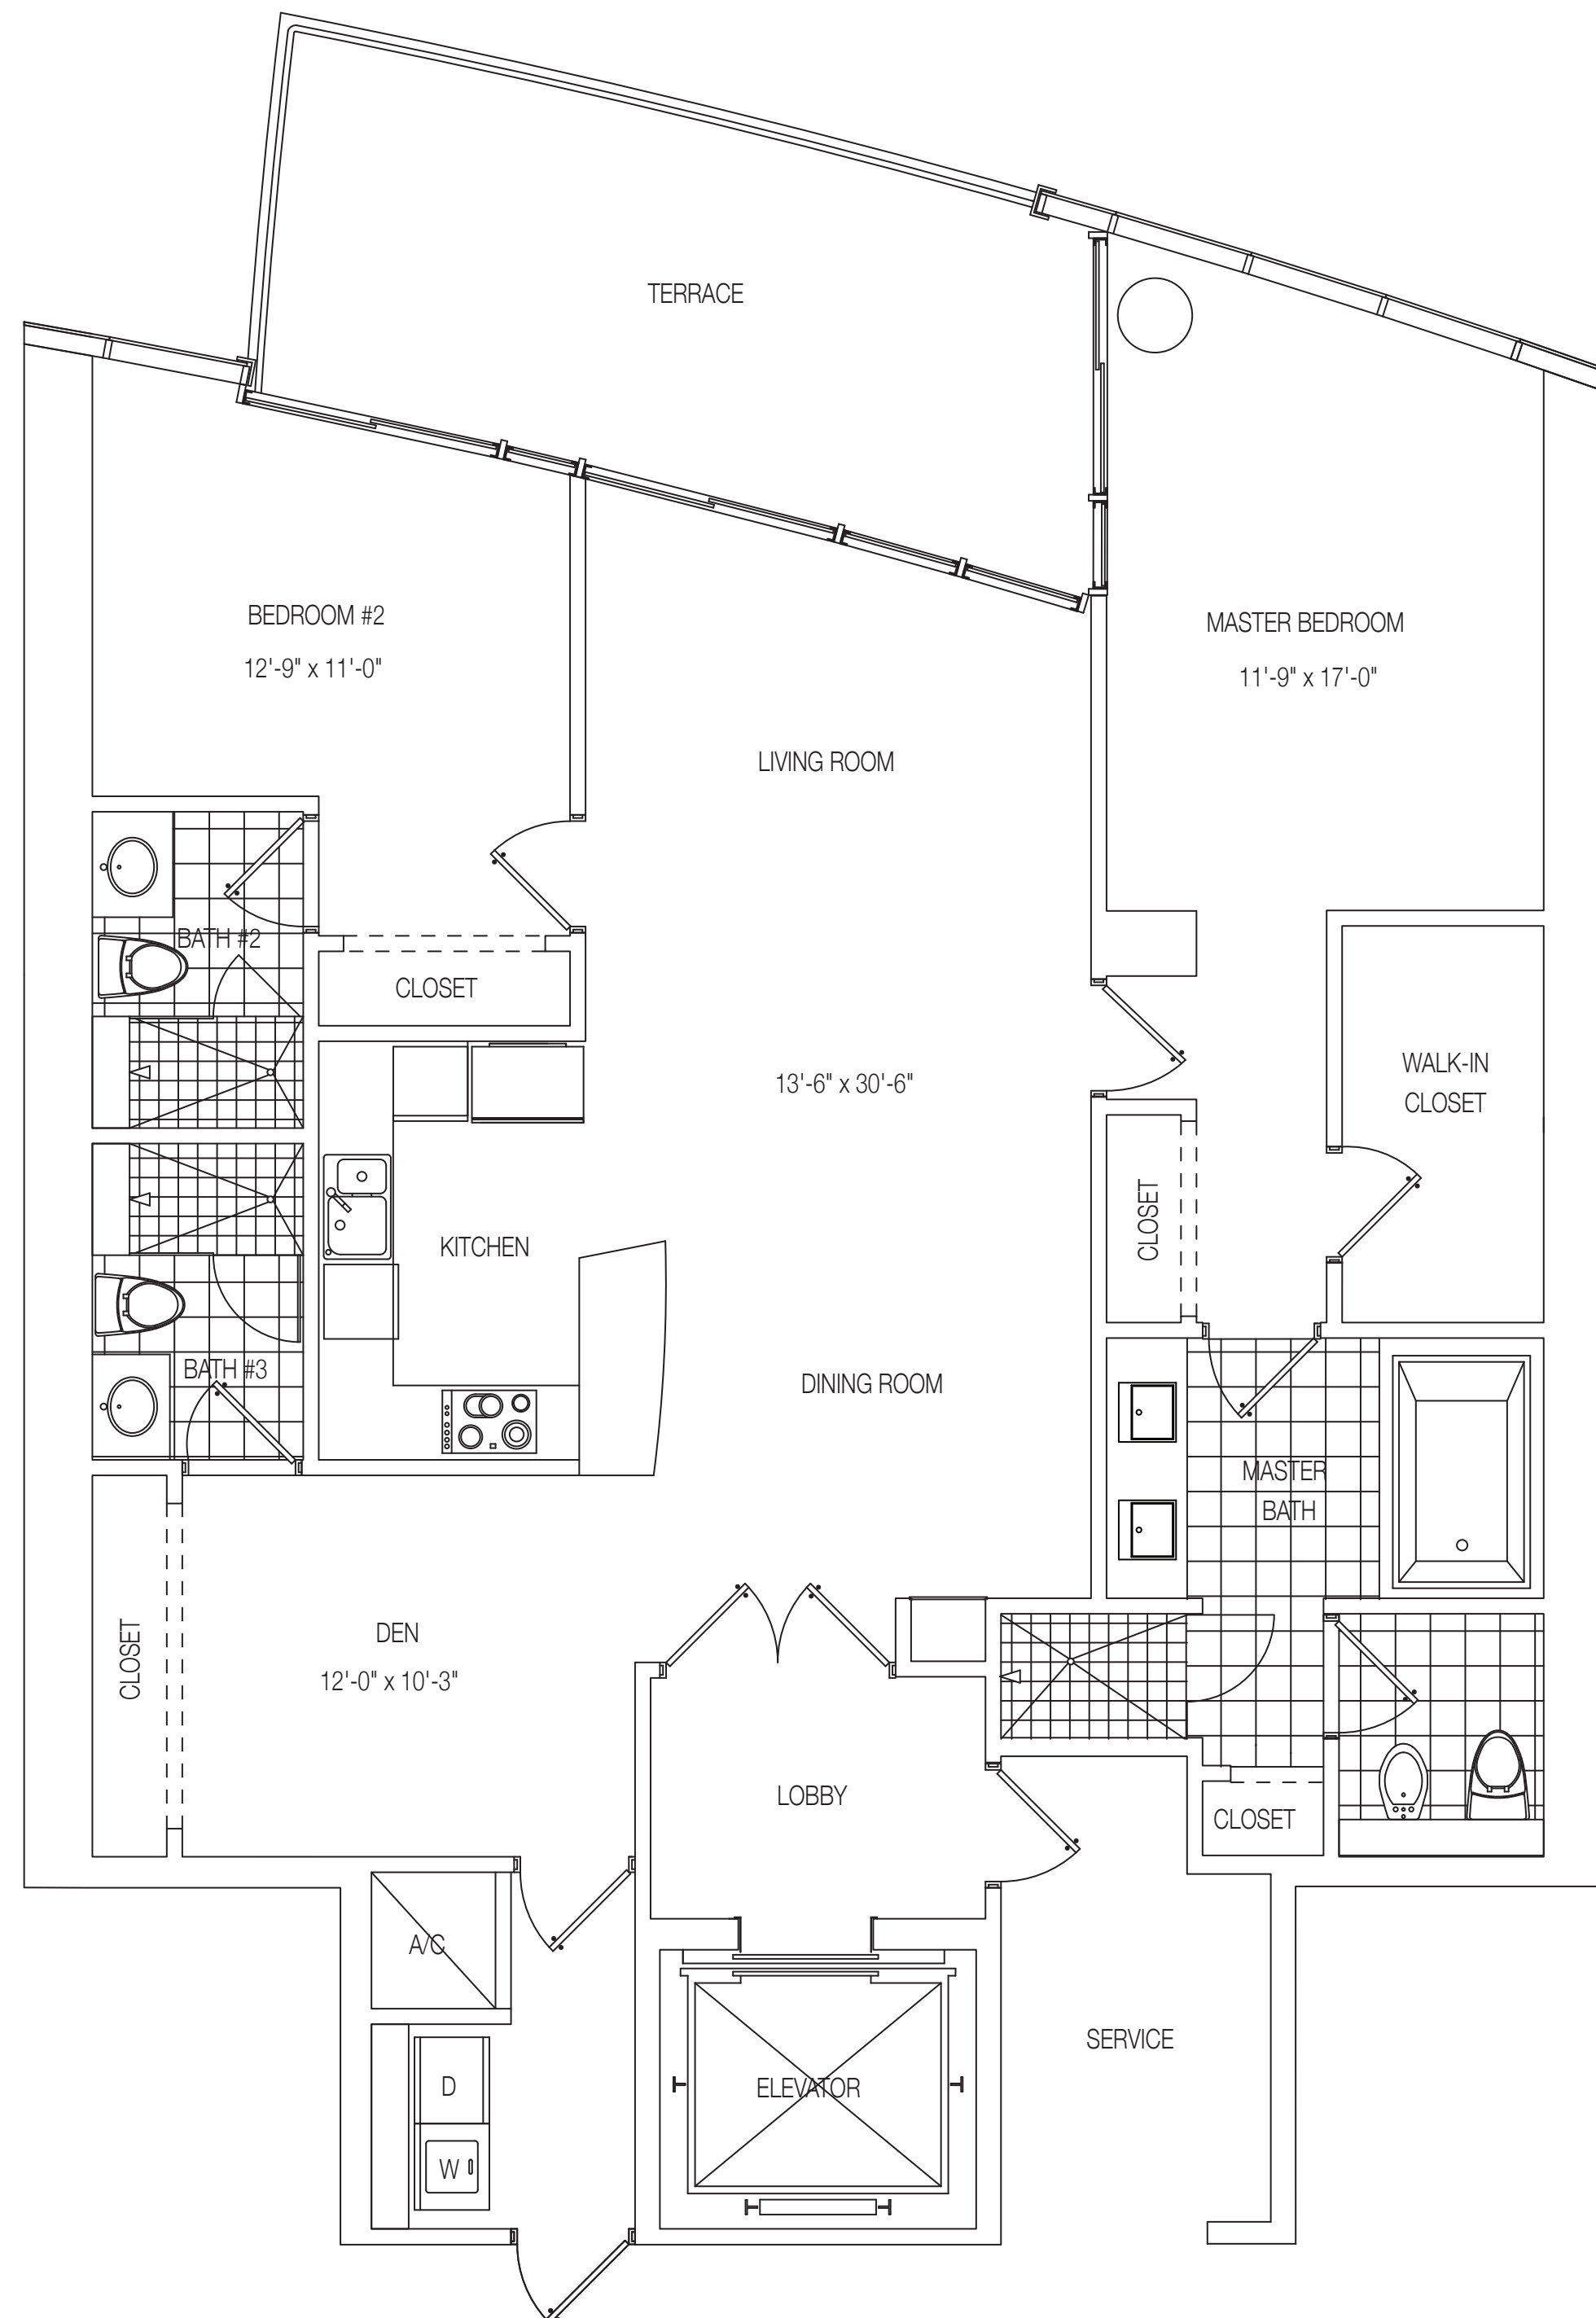 TERRACE
BEDROOM #2
12'-9" x 11'-0"
MASTER BEDROOM
11'-9" x 17'-0"
LIVING ROOM
BATH #2
CLOSET
13'-6" x 30'-6"
WALK-IN
CLOSET
CLOSET
KITCHEN
BATH #3
DINING ROOM
MASTER
BATH
CLOSET
DEN
12'-0" x 10'-3"
LOBBY
CLOSET
A/C
SERVICE
D
ELEVATOR
W